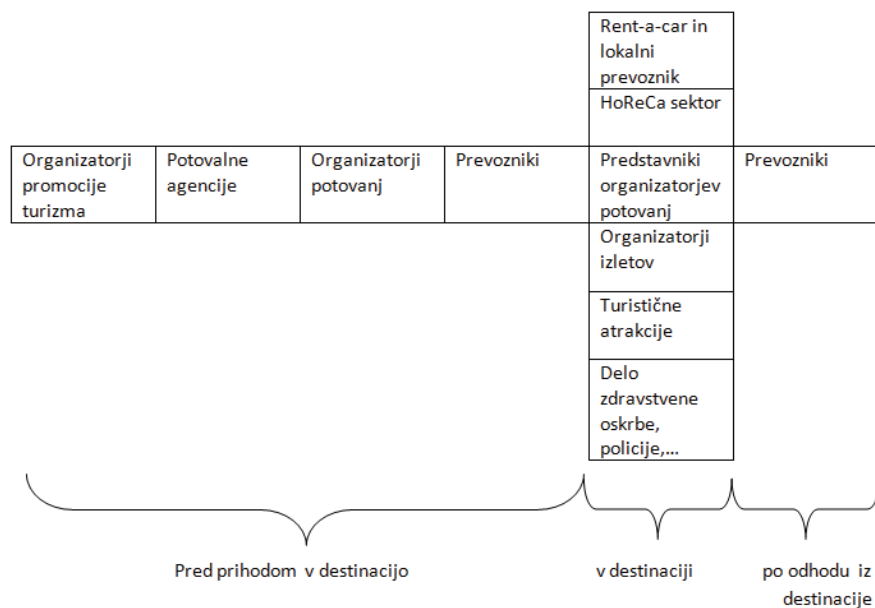 Rent-a-car in
lokalni
prevoznik
HoReCa sektor
Organizatorji
promocije
turizma
Potovalne
agencije
Organizatorji
potovanj
Prevozniki
Predstavniki
organizatorjev
potovanj
Prevozniki
Organizatorji
izletov
Turistične
atrakcije
Delo
zdravstvene
oskrbe,
policije,...
Pred prihodom v destinacijo
v destinaciji
po odhodu iz
destinacije